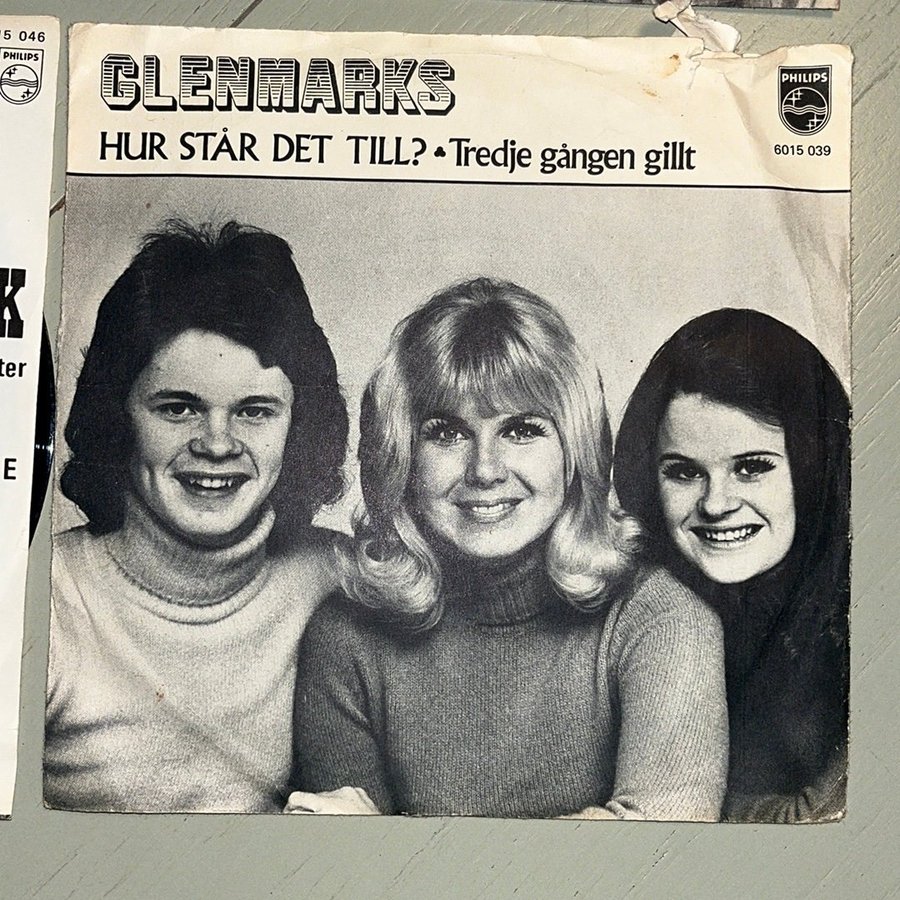 5 046
PHILIPS
K
ter
E
GLENMARKS
HUR STÅR DET TILL? • Tredje gången gillt
PHILIPS
6015 039